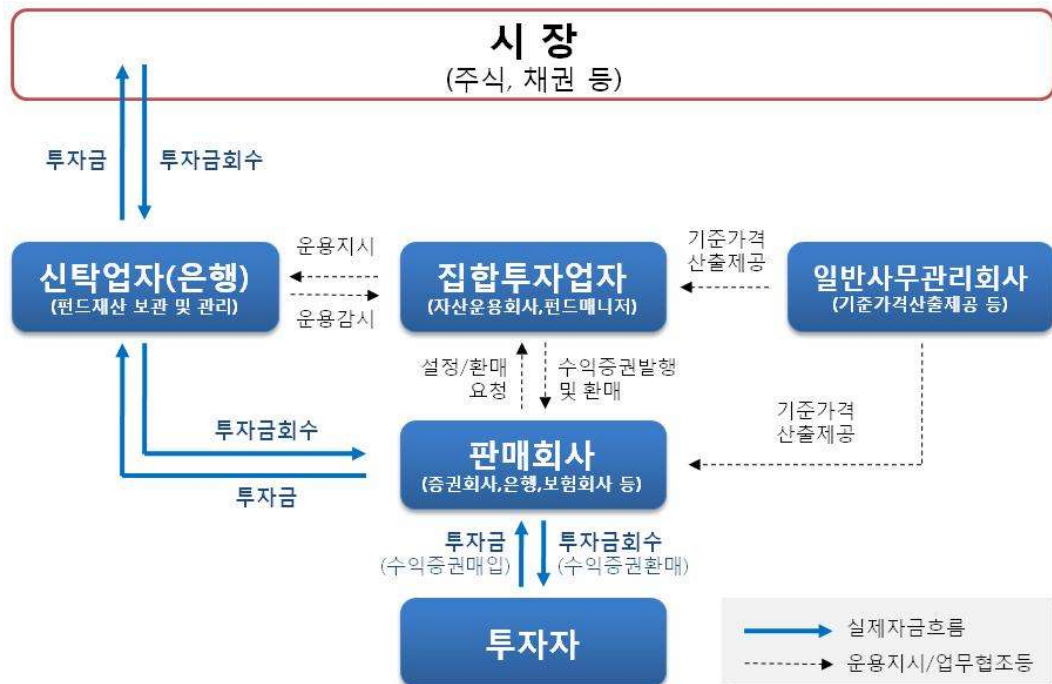 시 장
(주식, 채권 등)
투자금
투자금회수
신탁업자(은행)
(펀드재산 보관 및 관리)
운용지시
운용감시
집합투자업자
(자산운용회사,펀드매니저)
기준가격
산출제공
일반사무관리회사
(기준가격산출제공 등)
설정/환매
요청
수익증권발행
및 환매
기준가격
산출제공
투자금회수
투자금
판매회사
(증권회사,은행,보험회사 등)
투자금
(수익증권매입)
투자금회수
(수익증권환매)
투자자
실제자금흐름
운용지시/업무협조등